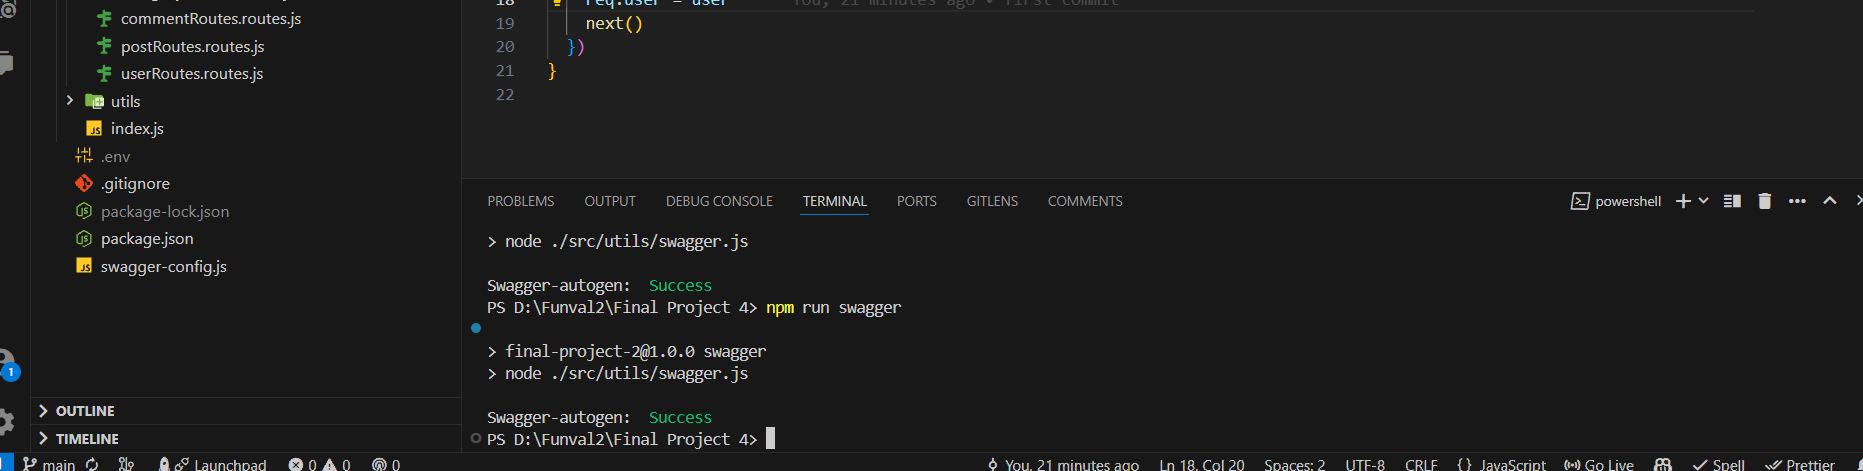 18 req.user = user You, 21 minutes ago • first commit
commentRoutes.routes.js
19 next()
postRoutes.routes.js
20 })
userRoutes.routes.js
21 }
utils
22
JS index.js
.env
.gitignore
package-lock.json
package.json
JS swagger-config.js
PROBLEMS OUTPUT DEBUG CONSOLE TERMINAL PORTS GITLENS COMMENTS
powershell
> node ./src/utils/swagger.js
Swagger-autogen: Success
PS D:\Funval2\Final Project 4> npm run swagger
> final-project-2@1.0.0 swagger
> node ./src/utils/swagger.js
Swagger-autogen: Success
PS D:\Funval2\Final Project 4>
1
OUTLINE
TIMELINE
main Launchpad 0 0 0 You, 21 minutes ago Ln 18, Col 20 Spaces: 2 UTF-8 CRLF {} JavaScript Go Live Spell Prettier